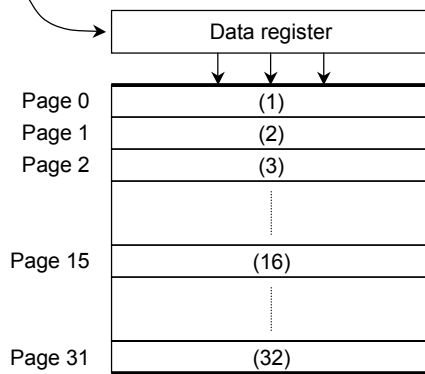 Data register
Page 0 (1)
Page 1 (2)
Page 2 (3)
Page 15 (16)
Page 31 (32)